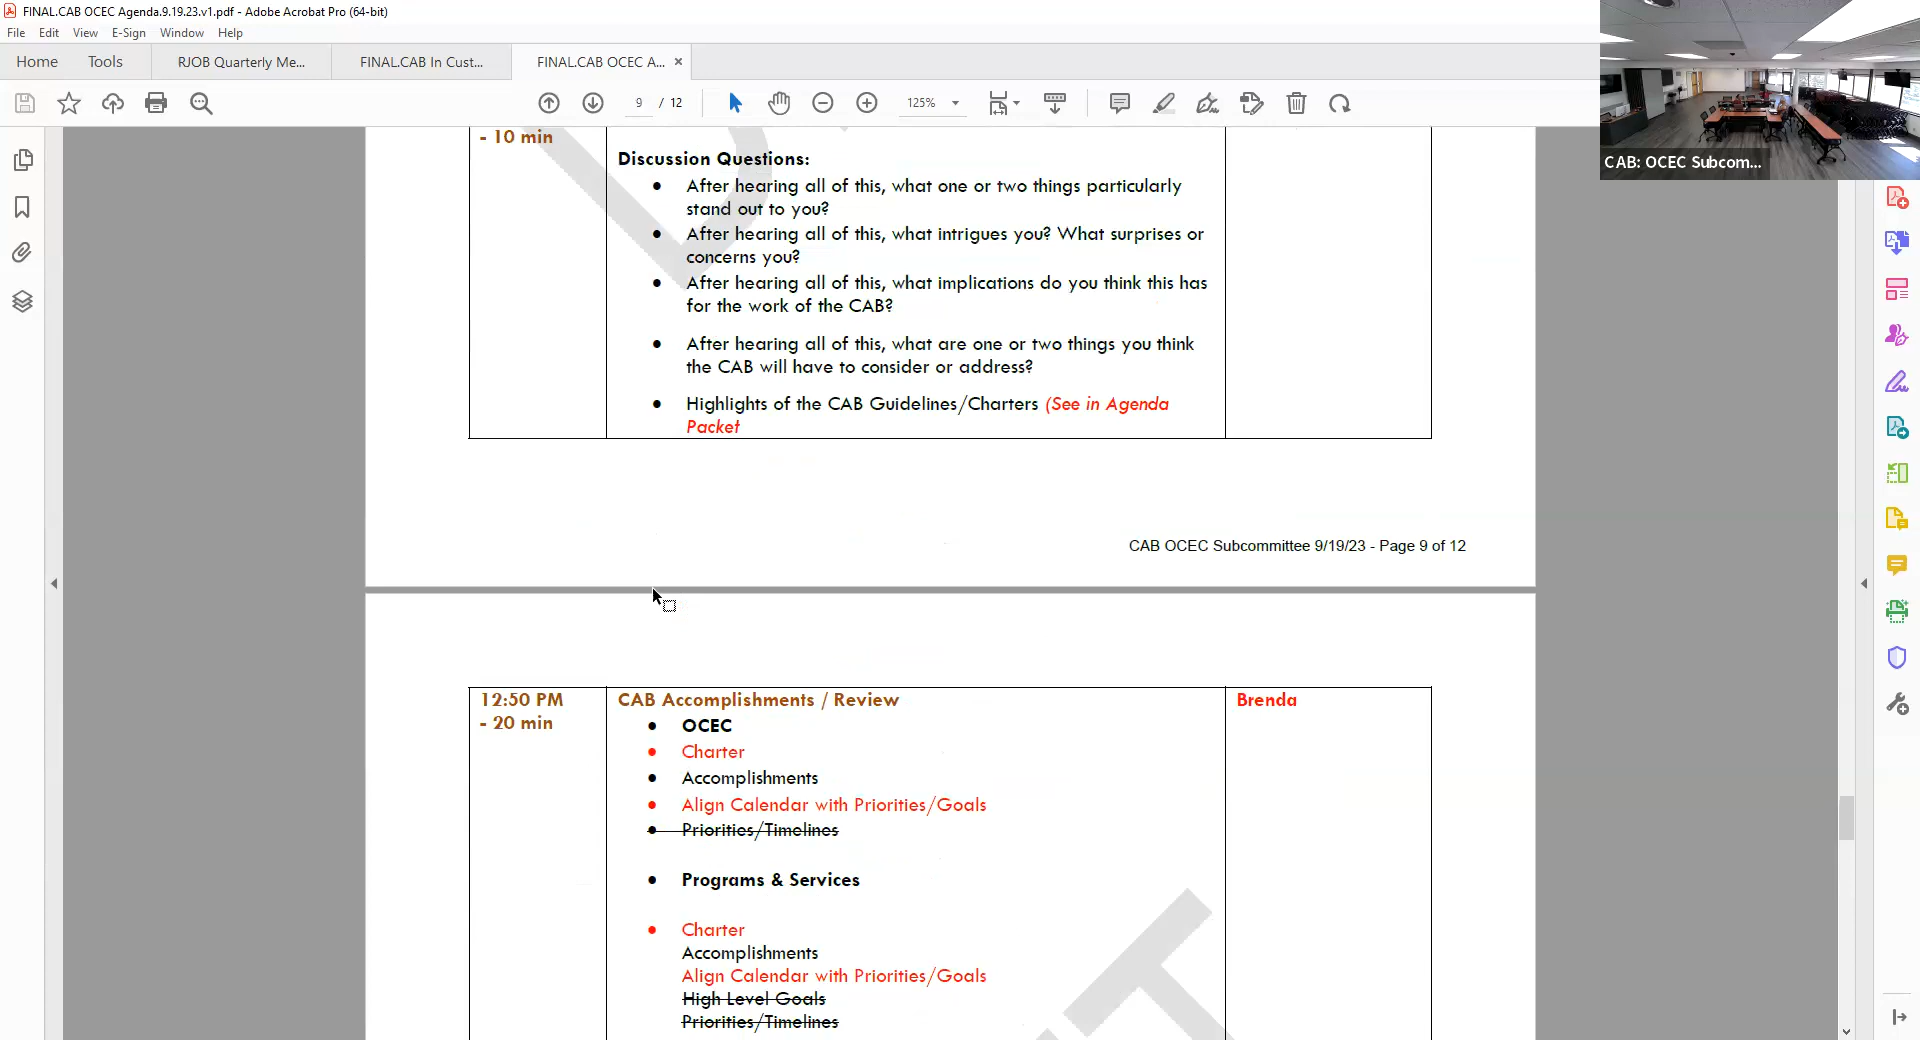 FINAL.CAB OCEC Agenda.9.19.23.v1.pdf - Adobe Acrobat Pro (64-bit)
File Edit View E-Sign Window Help
Home Tools RJOB Quarterly Me... FINAL.CAB In Cust... FINAL.CAB OCEC A... ×
9 / 12 125%
CAB: OCEC Subcom...
- 10 min
Discussion Questions:
• After hearing all of this, what one or two things particularly
stand out to you?
• After hearing all of this, what intrigues you? What surprises or
concerns you?
• After hearing all of this, what implications do you think this has
for the work of the CAB?
• After hearing all of this, what are one or two things you think
the CAB will have to consider or address?
• Highlights of the CAB Guidelines/Charters (See in Agenda
Packet
CAB OCEC Subcommittee 9/19/23 - Page 9 of 12
12:50 PM CAB Accomplishments / Review Brenda
- 20 min
• OCEC
• Charter
• Accomplishments
• Align Calendar with Priorities/Goals
• Priorities/Timelines
• Programs & Services
• Charter
Accomplishments
Align Calendar with Priorities/Goals
High Level Goals
Priorities/Timelines